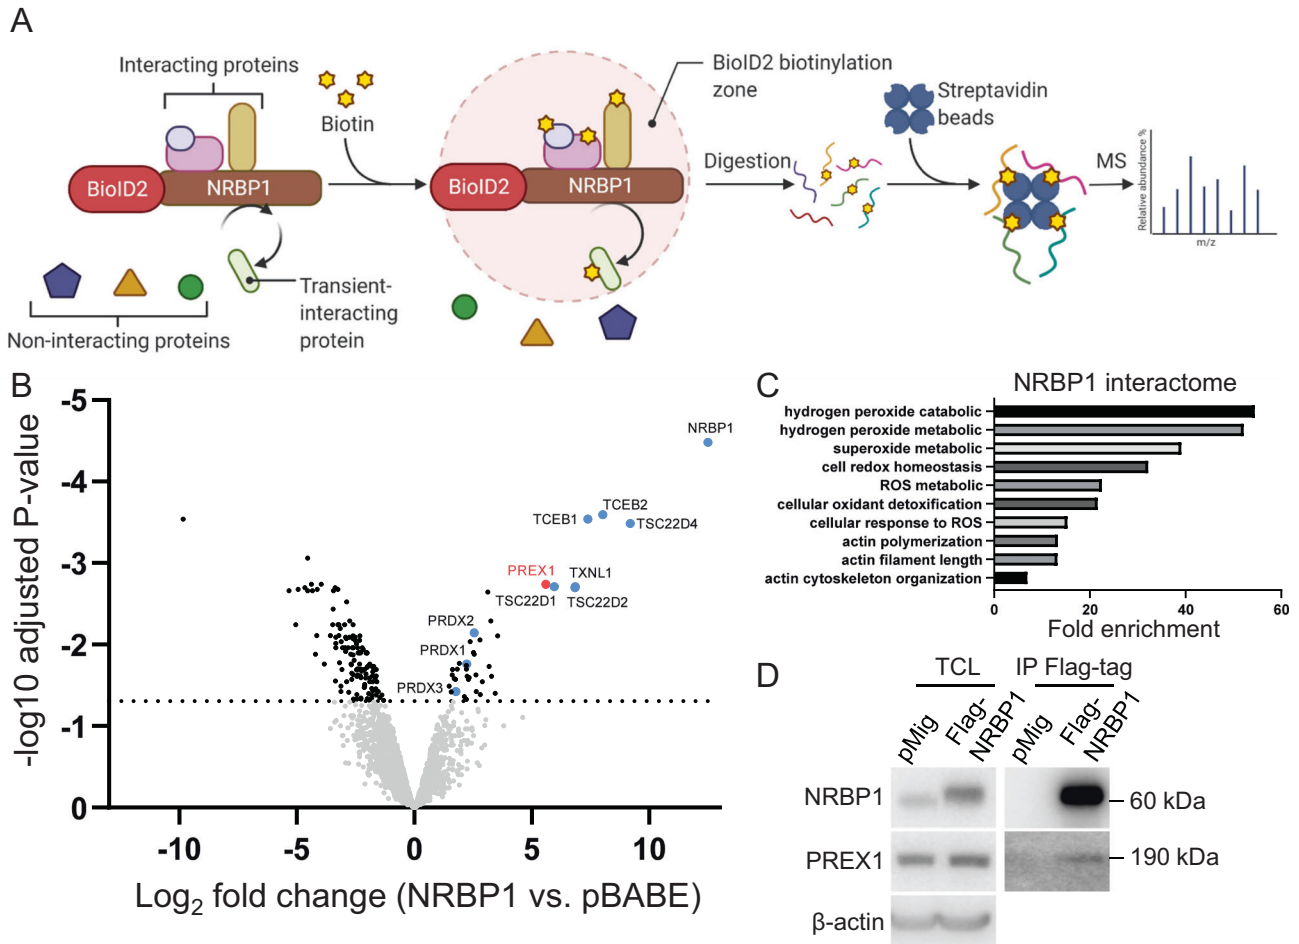 A
Interacting proteins
Biotin
BioID2
NRBP1
Transient-
interacting
protein
Non-interacting proteins
BioID2 biotinylation
zone
BioID2
NRBP1
Digestion
Streptavidin
beads
MS
Relative abundance %
m/z
B
-log10 adjusted P-value
-5
-4
-3
-2
-1
0
-10
-5
0
5
10
Log2 fold change (NRBP1 vs. pBABE)
NRBP1
TCEB2
TCEB1
TSC22D4
PREX1
TXNL1
TSC22D1
TSC22D2
PRDX2
PRDX1
PRDX3
C
NRBP1 interactome
hydrogen peroxide catabolic
hydrogen peroxide metabolic
superoxide metabolic
cell redox homeostasis
ROS metabolic
cellular oxidant detoxification
cellular response to ROS
actin polymerization
actin filament length
actin cytoskeleton organization
0
20
40
60
Fold enrichment
D
TCL
IP Flag-tag
pMig
Flag-
NRBP1
pMig
Flag-
NRBP1
NRBP1
60 kDa
PREX1
190 kDa
β-actin